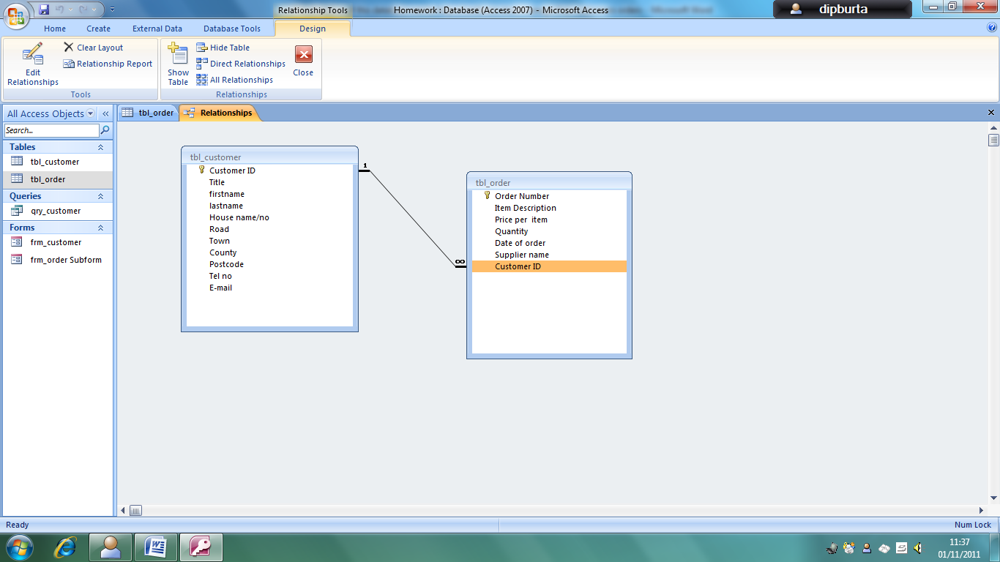 Relationship Tools
Homework : Database (Access 2007) - Microsoft Access
dipburta
Home Create External Data Database Tools Design
Edit Relationships
Clear Layout
Relationship Report
Tools
Show Table
Hide Table
Direct Relationships
All Relationships
Close
Relationships
All Access Objects
Search...
Tables
tbl_customer
tbl_order
Queries
qry_customer
Forms
frm_customer
frm_order Subform
tbl_order
Relationships
tbl_customer
Customer ID
Title
firstname
lastname
House name/no
Road
Town
County
Postcode
Tel no
E-mail
1
∞
tbl_order
Order Number
Item Description
Price per  item
Quantity
Date of order
Supplier name
Customer ID
Ready
Num Lock
11:37
01/11/2011